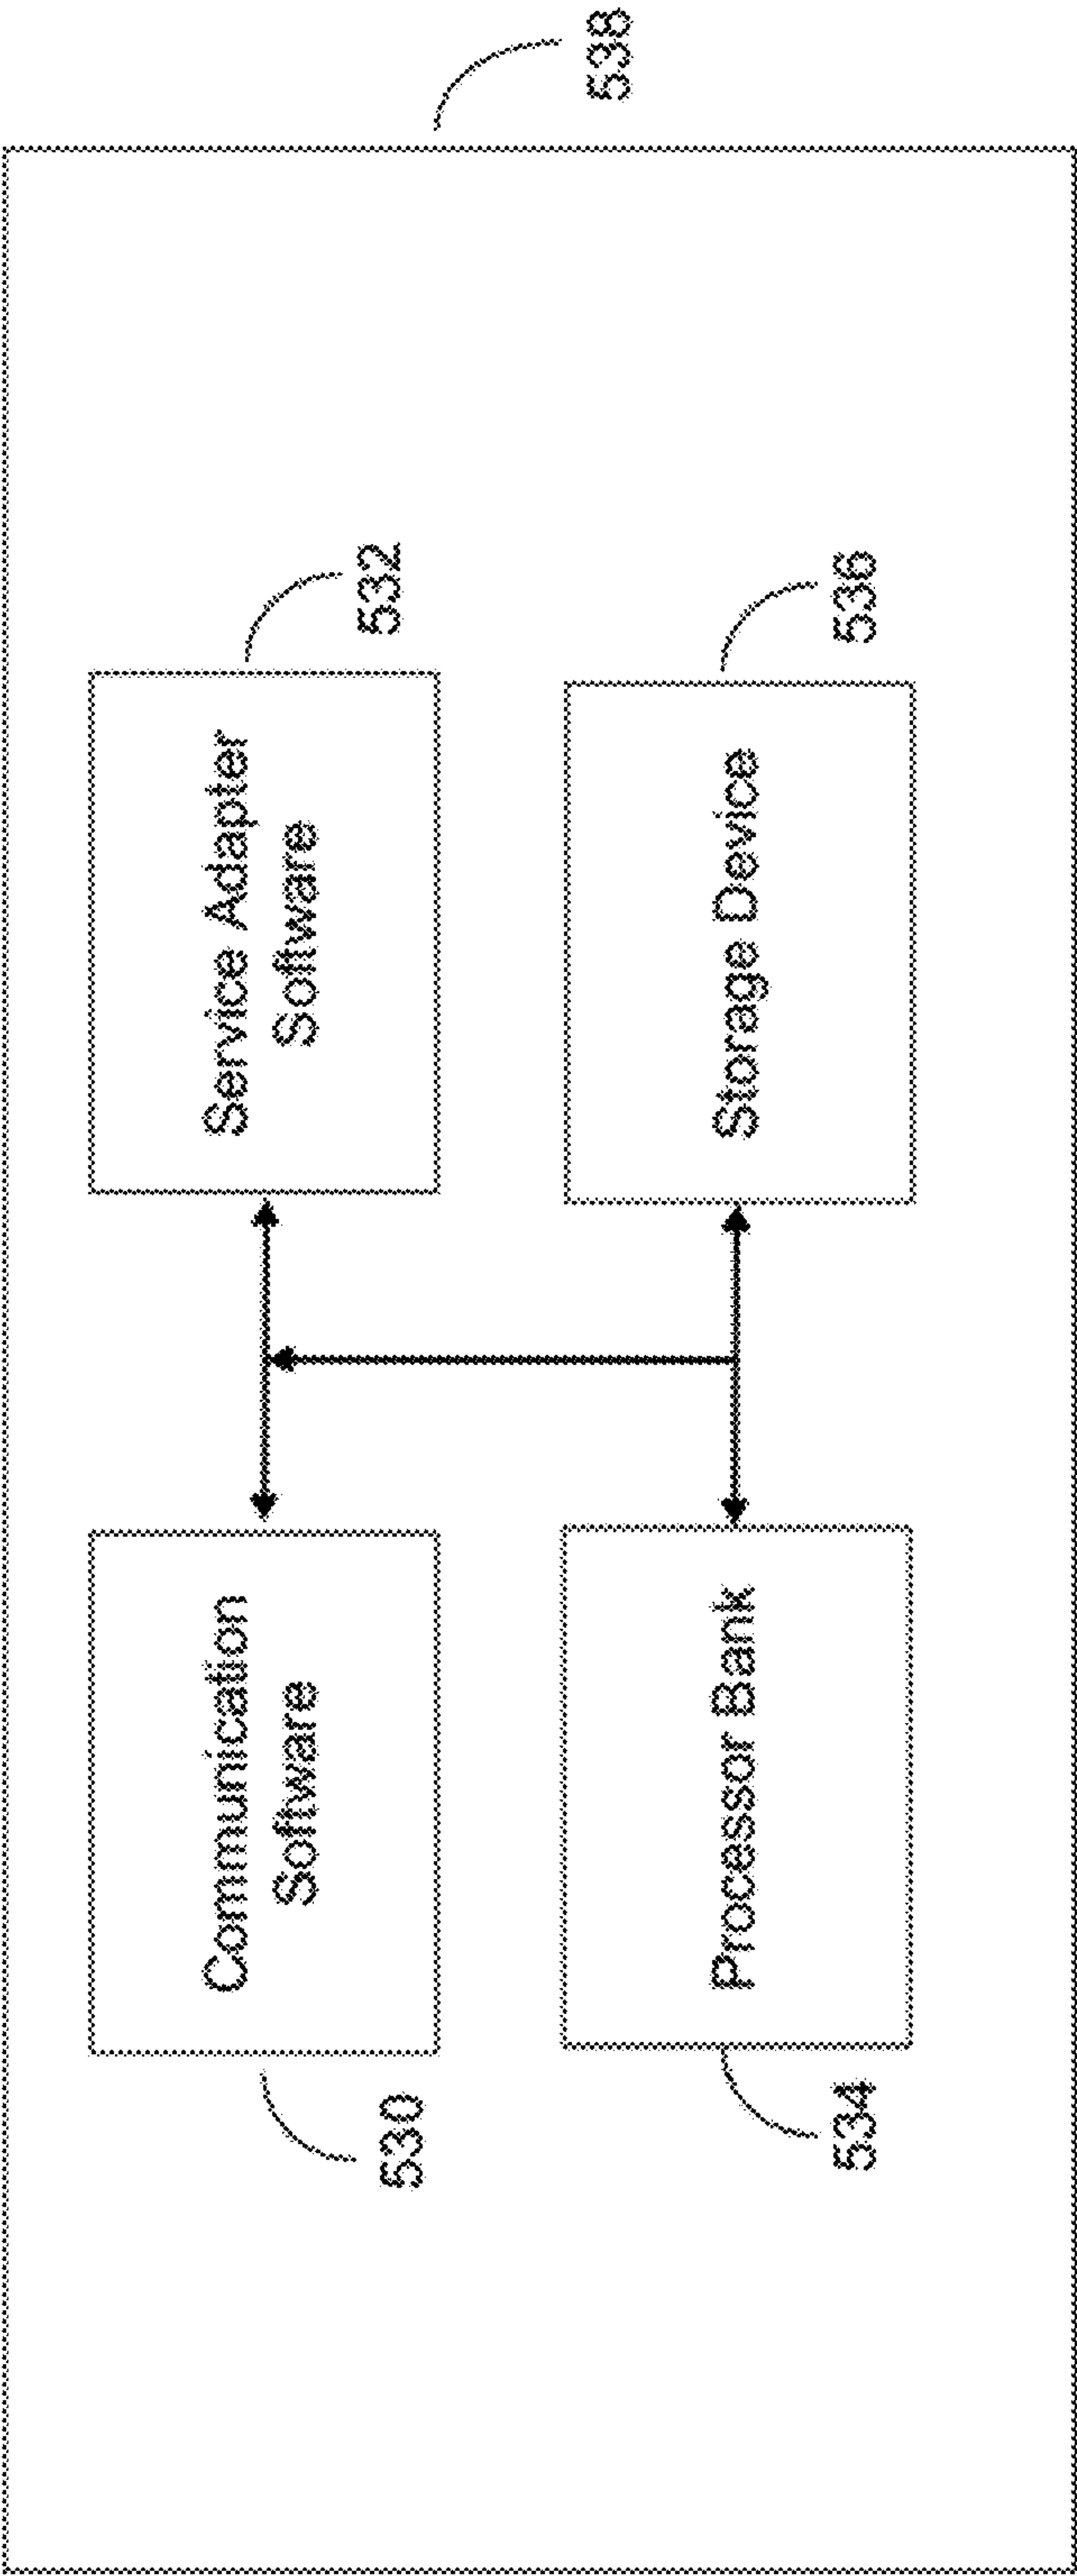 538
Communication
Software
530
Service Adapter
Software
532
Processor Bank
534
Storage Device
536